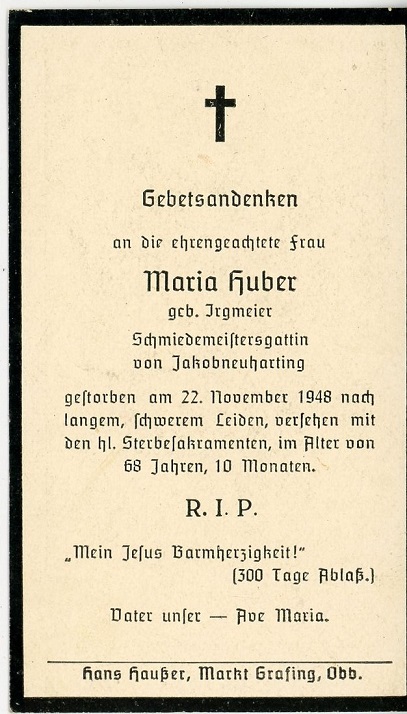 Gebetsandenken
an die ehrengeachtete Frau
Maria Huber
geb. Irgmeier
Schmiedemeistersgattin
von Jakobneuharting
gestorben am 22. November 1948 nach
langem, schwerem Leiden, versehen mit
den hl. Sterbesakramenten, im Alter von
68 Jahren, 10 Monaten.
R. I. P.
„Mein Jesus Barmherzigkeit!“
(300 Tage Ablaß.)
Vater unser — Ave Maria.
Hans Haußer, Markt Grafing, Obb.